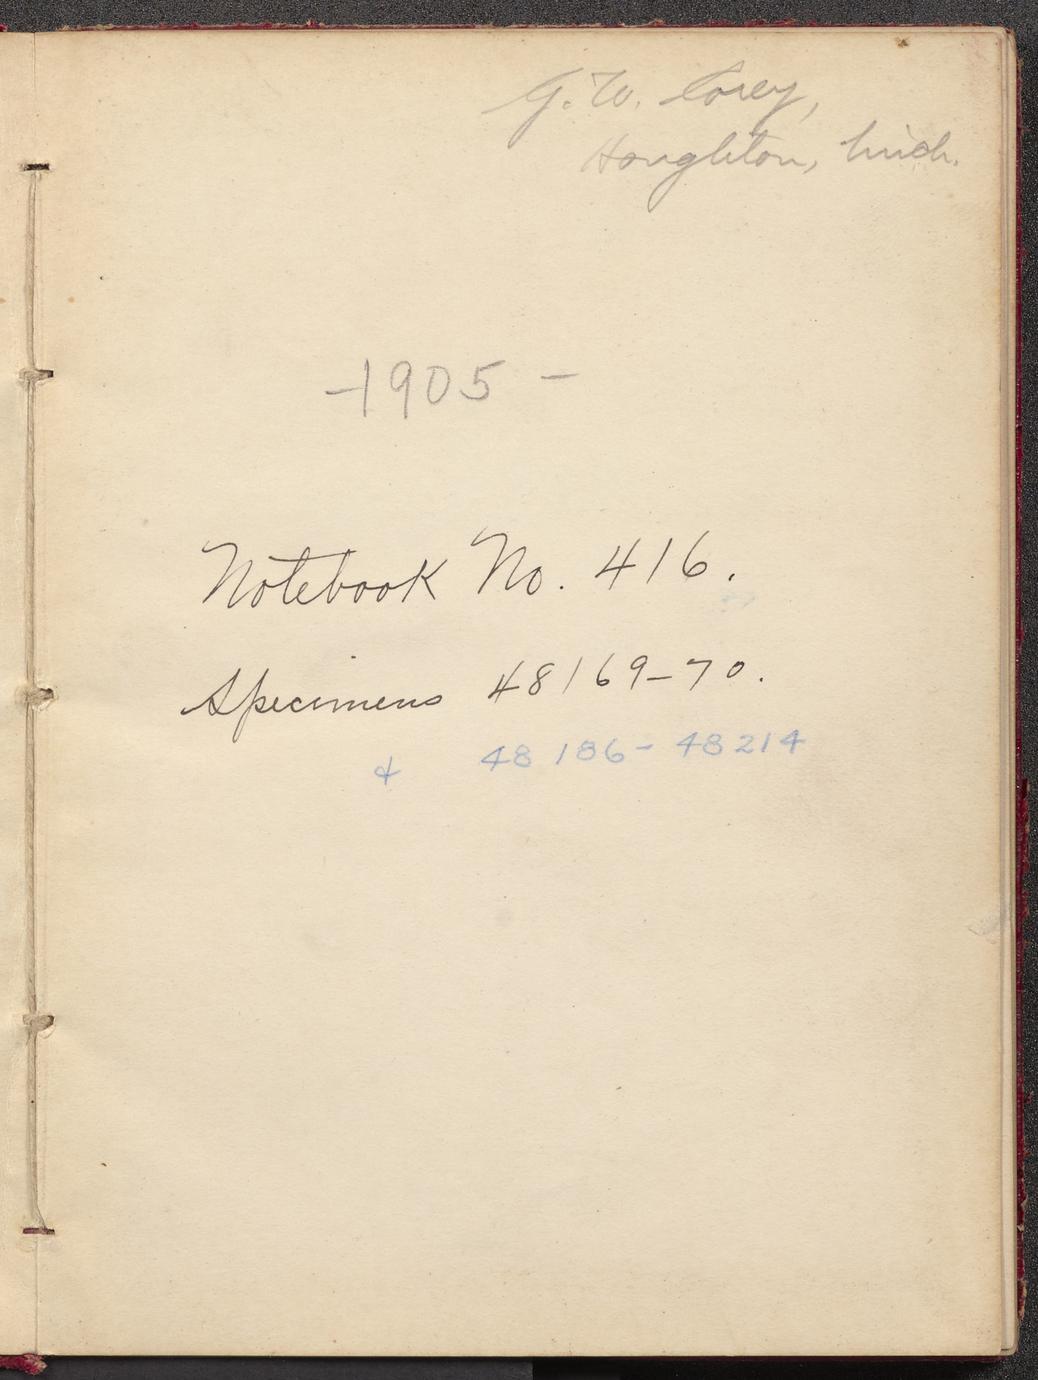 G. W. Corey,
Houghton, Mich.
-1905-
Notebook No. 416.
Specimens 48169-70.
& 48186-48214